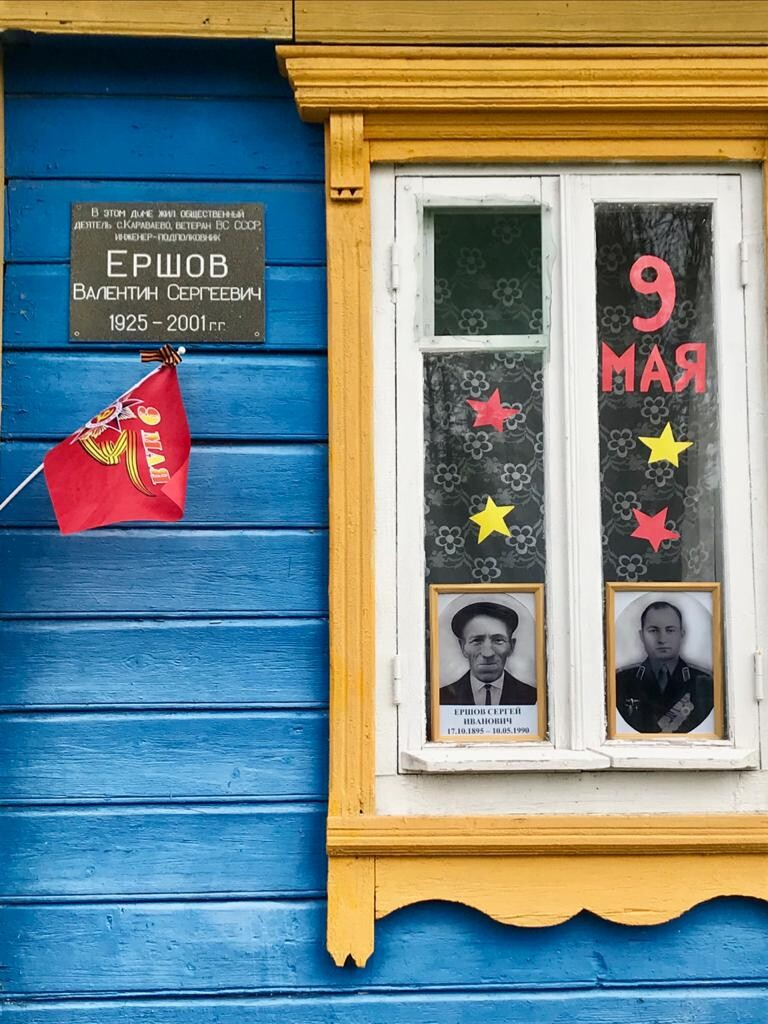 В ЭТОМ ДОМЕ ЖИЛ ОБЩЕСТВЕННЫЙ
ДЕЯТЕЛЬ С.КАРАВАЕВО, ВЕТЕРАН ВС СССР,
ИНЖЕНЕР-ПОДПОЛКОВНИК
ЕРШОВ
ВАЛЕНТИН СЕРГЕЕВИЧ
1925 - 2001 г.г.
9 МАЯ
9
МАЯ
ЕРШОВ СЕРГЕЙ
ИВАНОВИЧ
17.10.1895 – 10.05.1990